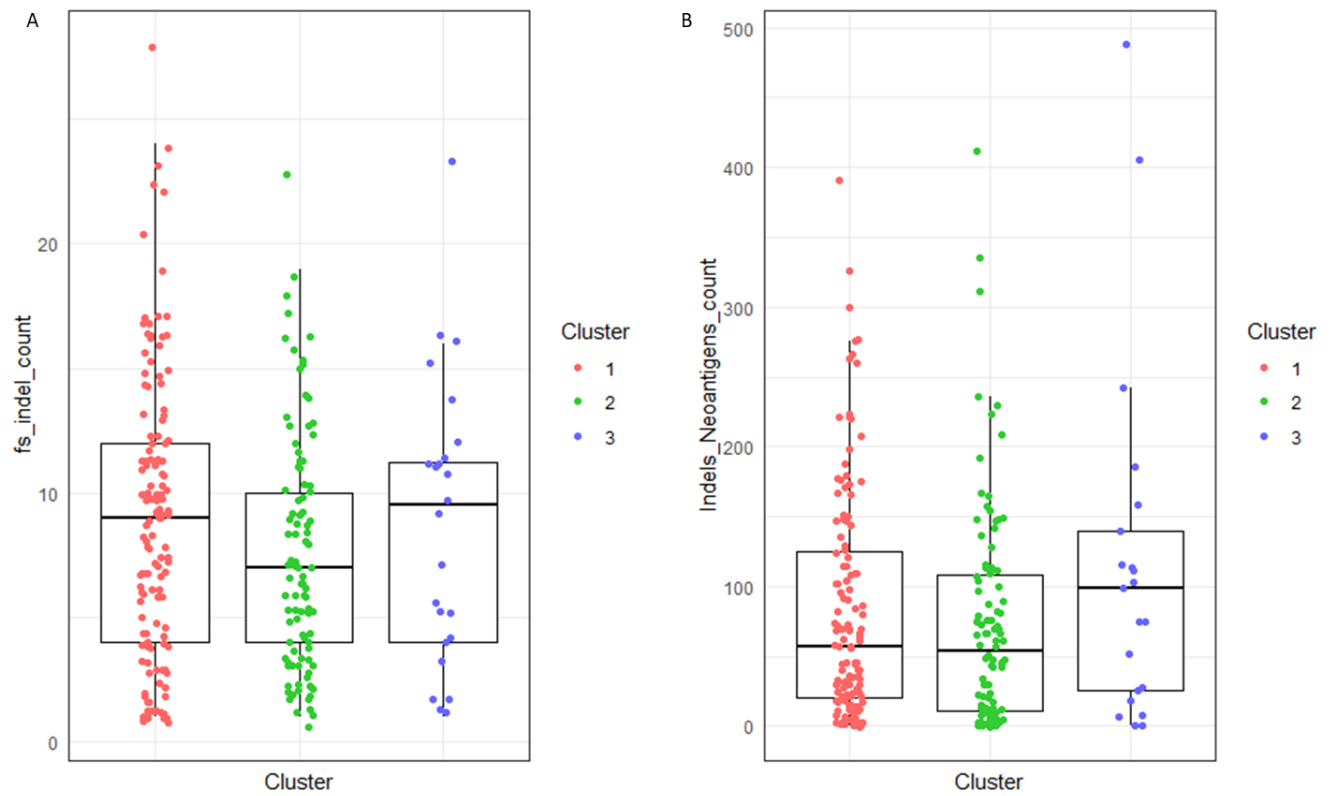 A
fs_indel_count
20
10
0
Cluster
Cluster
1
2
3
B
Indels_Neoantigens_count
500
400
300
200
100
0
Cluster
Cluster
1
2
3